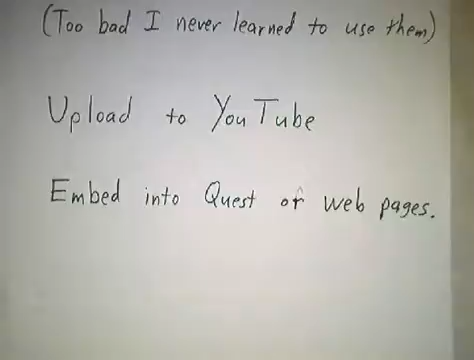 (Too bad I never learned to use them)
Upload to YouTube
Embed into Quest or web pages.